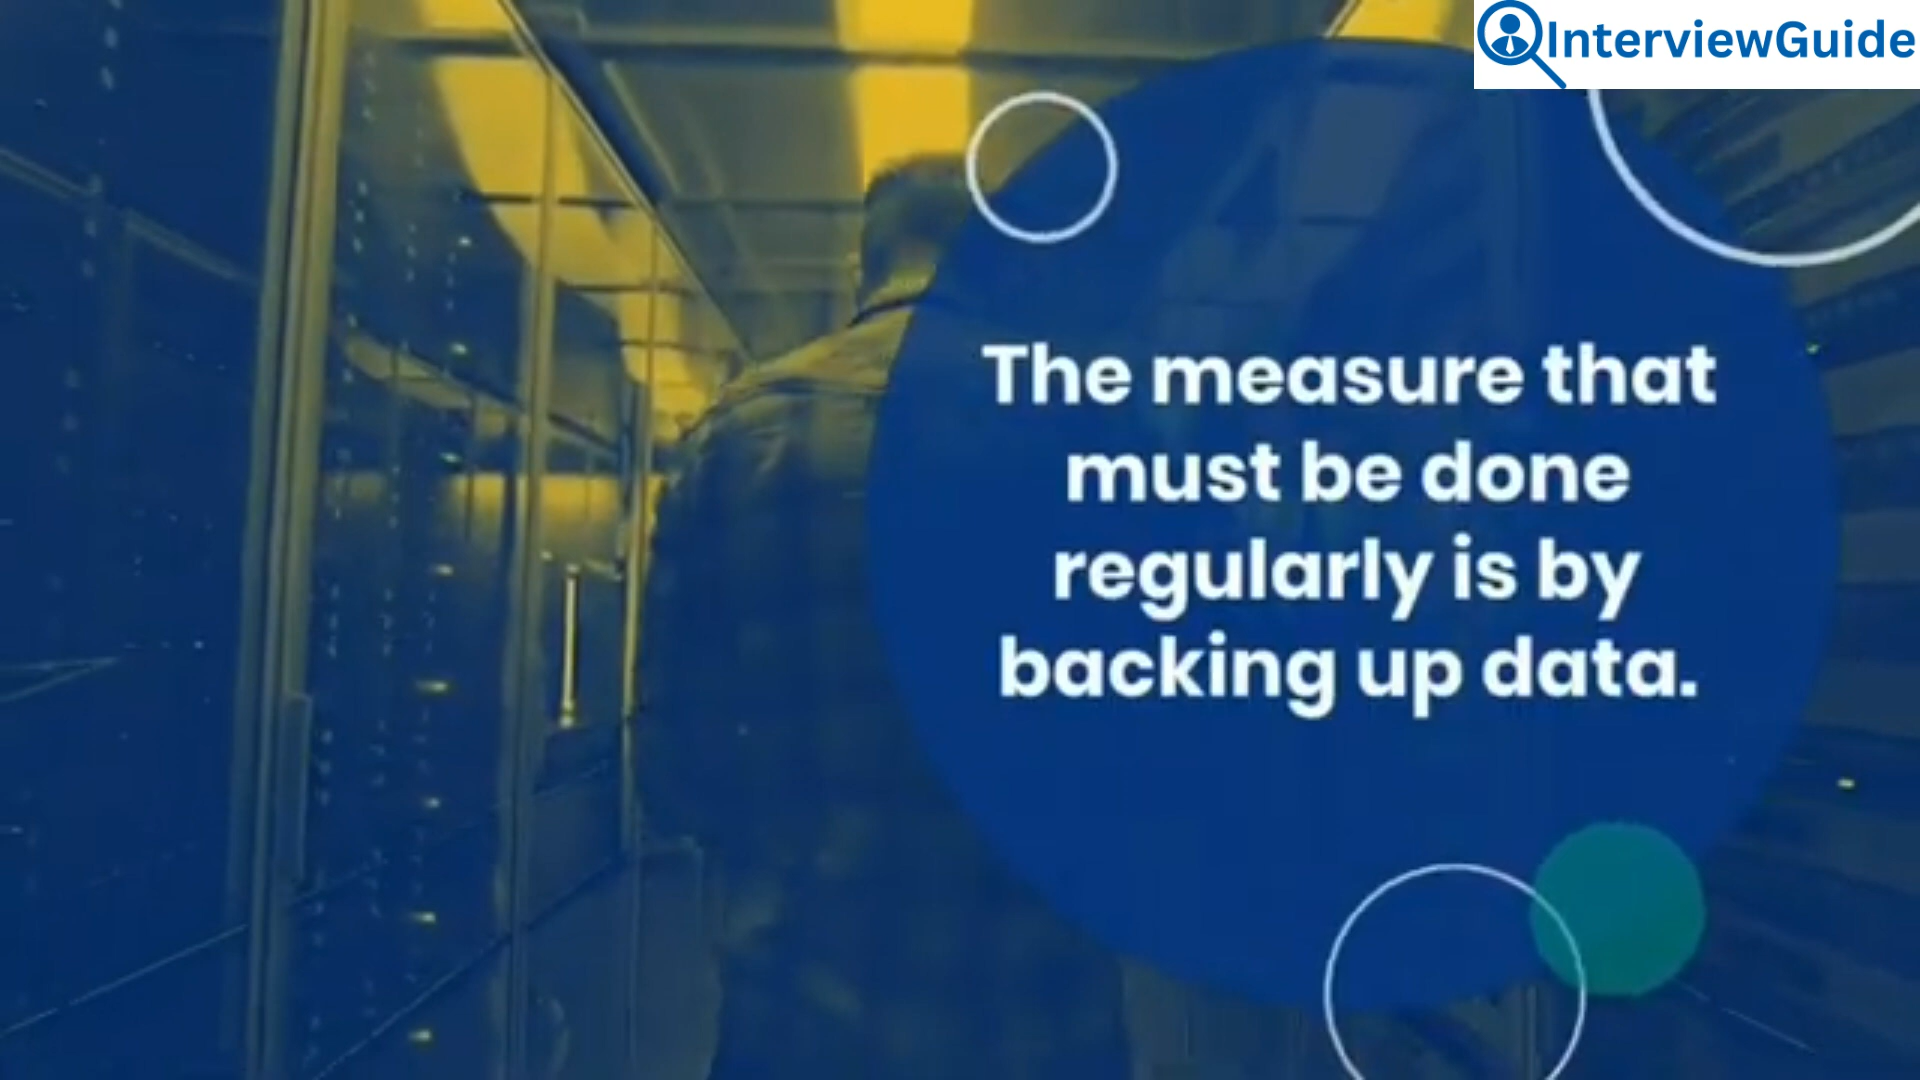 InterviewGuide
The measure that
must be done
regularly is by
backing up data.